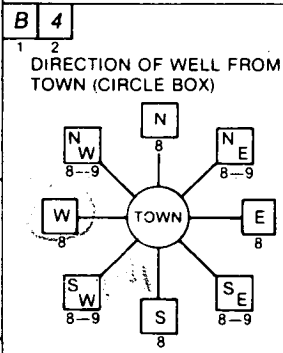 B 4
1 2
DIRECTION OF WELL FROM
TOWN (CIRCLE BOX)
N
8
N W
8--9
N E
8-9
W
8
TOWN
E
8
S W
8-9
S
8
S E
8-9